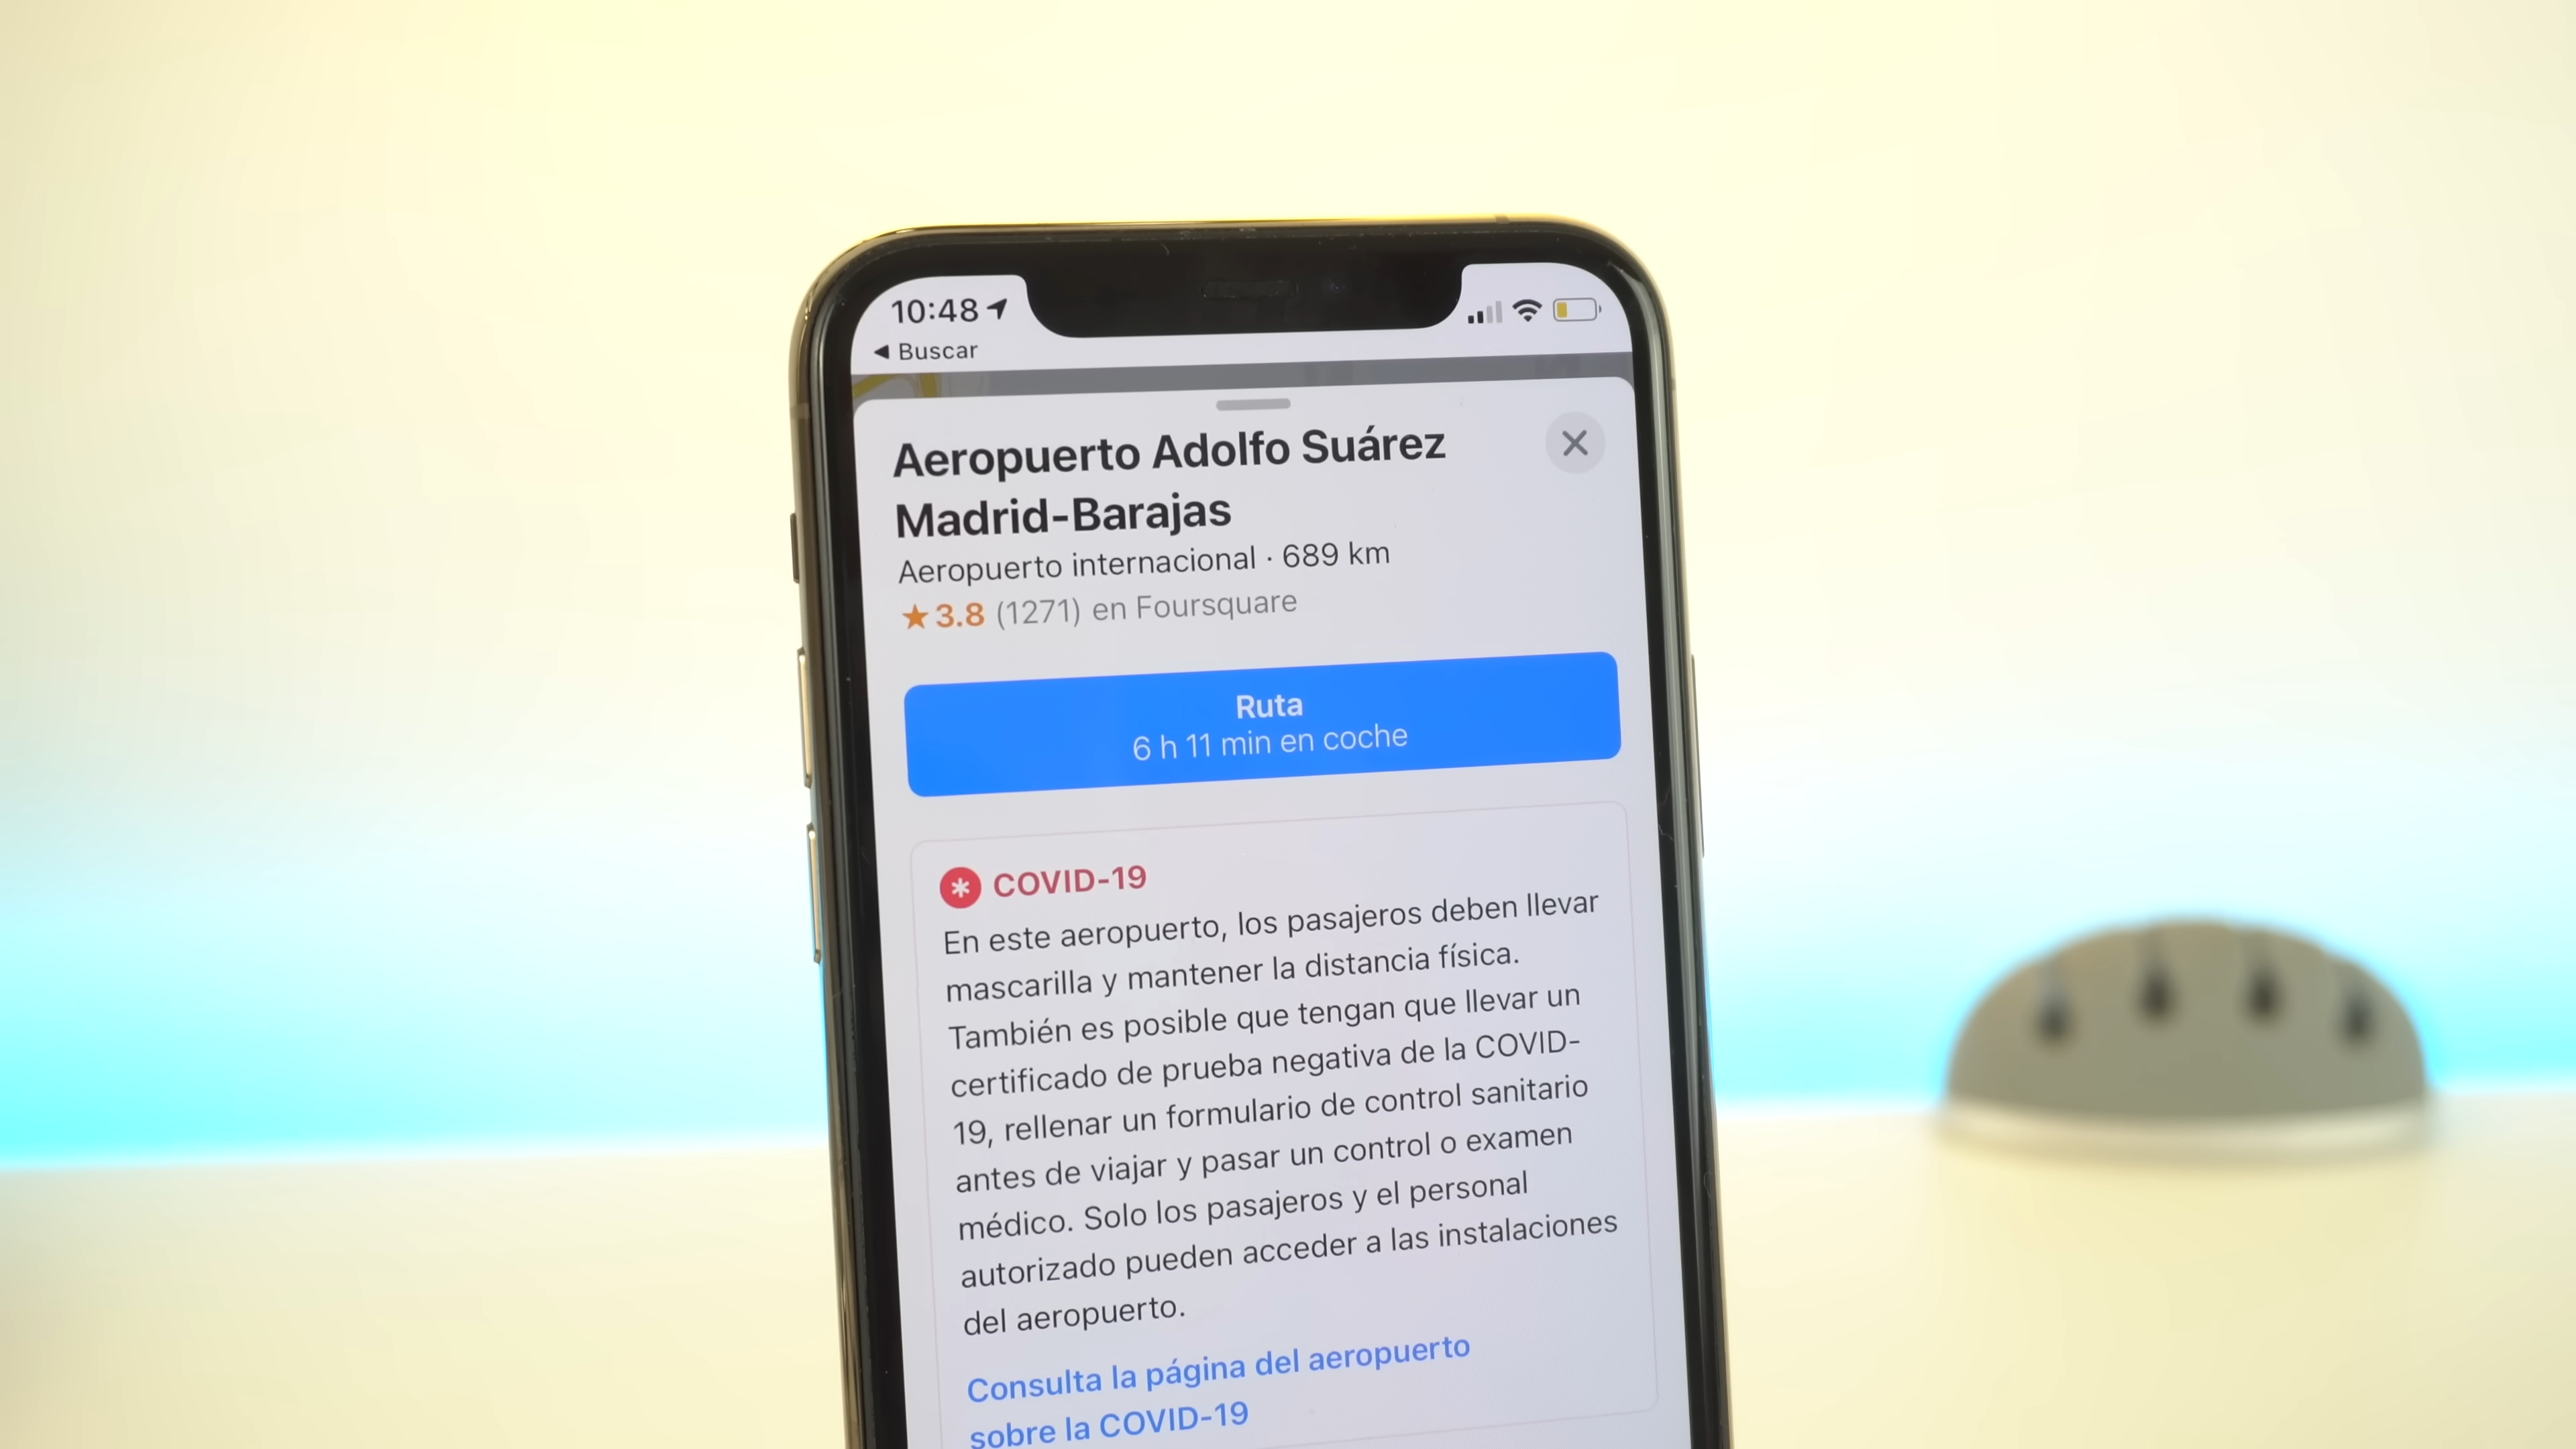 10:48
◀ Buscar
Aeropuerto Adolfo Suárez
Madrid-Barajas
Aeropuerto internacional · 689 km
★ 3.8 (1271) en Foursquare
Ruta
6 h 11 min en coche
COVID-19
En este aeropuerto, los pasajeros deben llevar
mascarilla y mantener la distancia física.
También es posible que tengan que llevar un
certificado de prueba negativa de la COVID-
19, rellenar un formulario de control sanitario
antes de viajar y pasar un control o examen
médico. Solo los pasajeros y el personal
autorizado pueden acceder a las instalaciones
del aeropuerto.
Consulta la página del aeropuerto
sobre la COVID-19